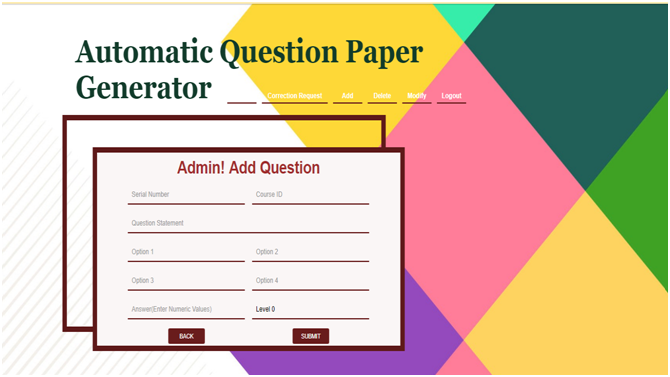 Automatic Question Paper
Generator
Correction Request Add Delete Modify Logout
Admin! Add Question
Serial Number Course ID
Question Statement
Option 1 Option 2
Option 3 Option 4
Answer(Enter Numeric Values) Level 0
BACK SUBMIT